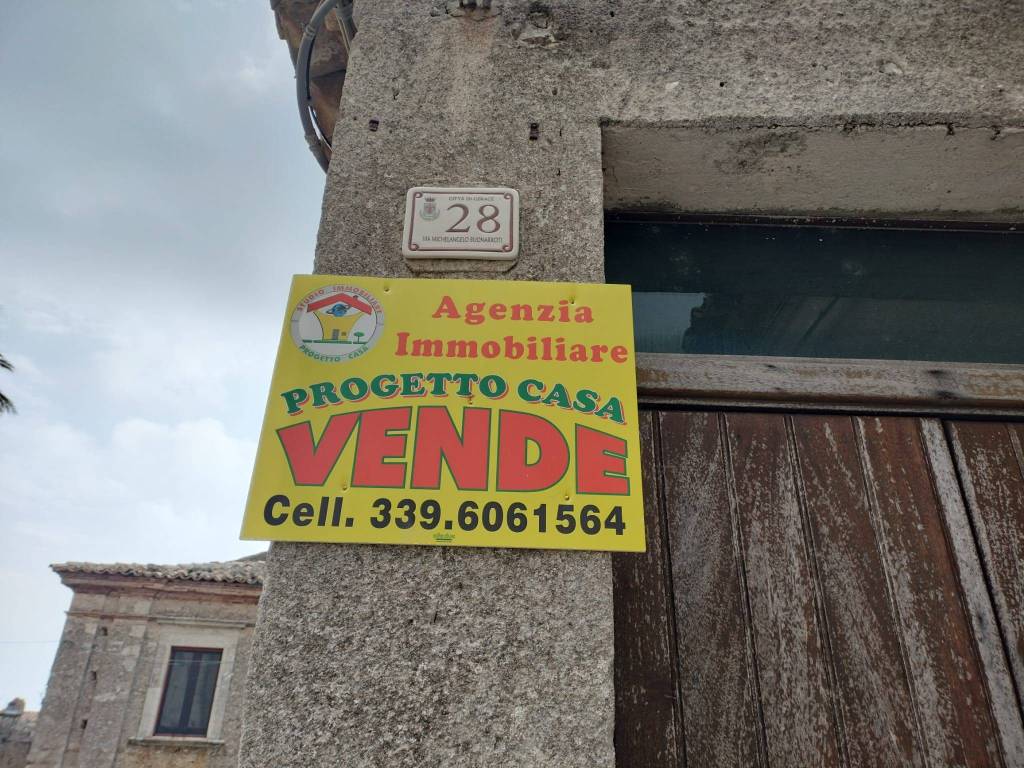 CITTÀ DI GERACE
28
VIA MICHELANGELO BUONARROTI
STUDIO IMMOBILIARE
PROGETTO CASA
Agenzia
Immobiliare
PROGETTO CASA
VENDE
Cell. 339.6061564